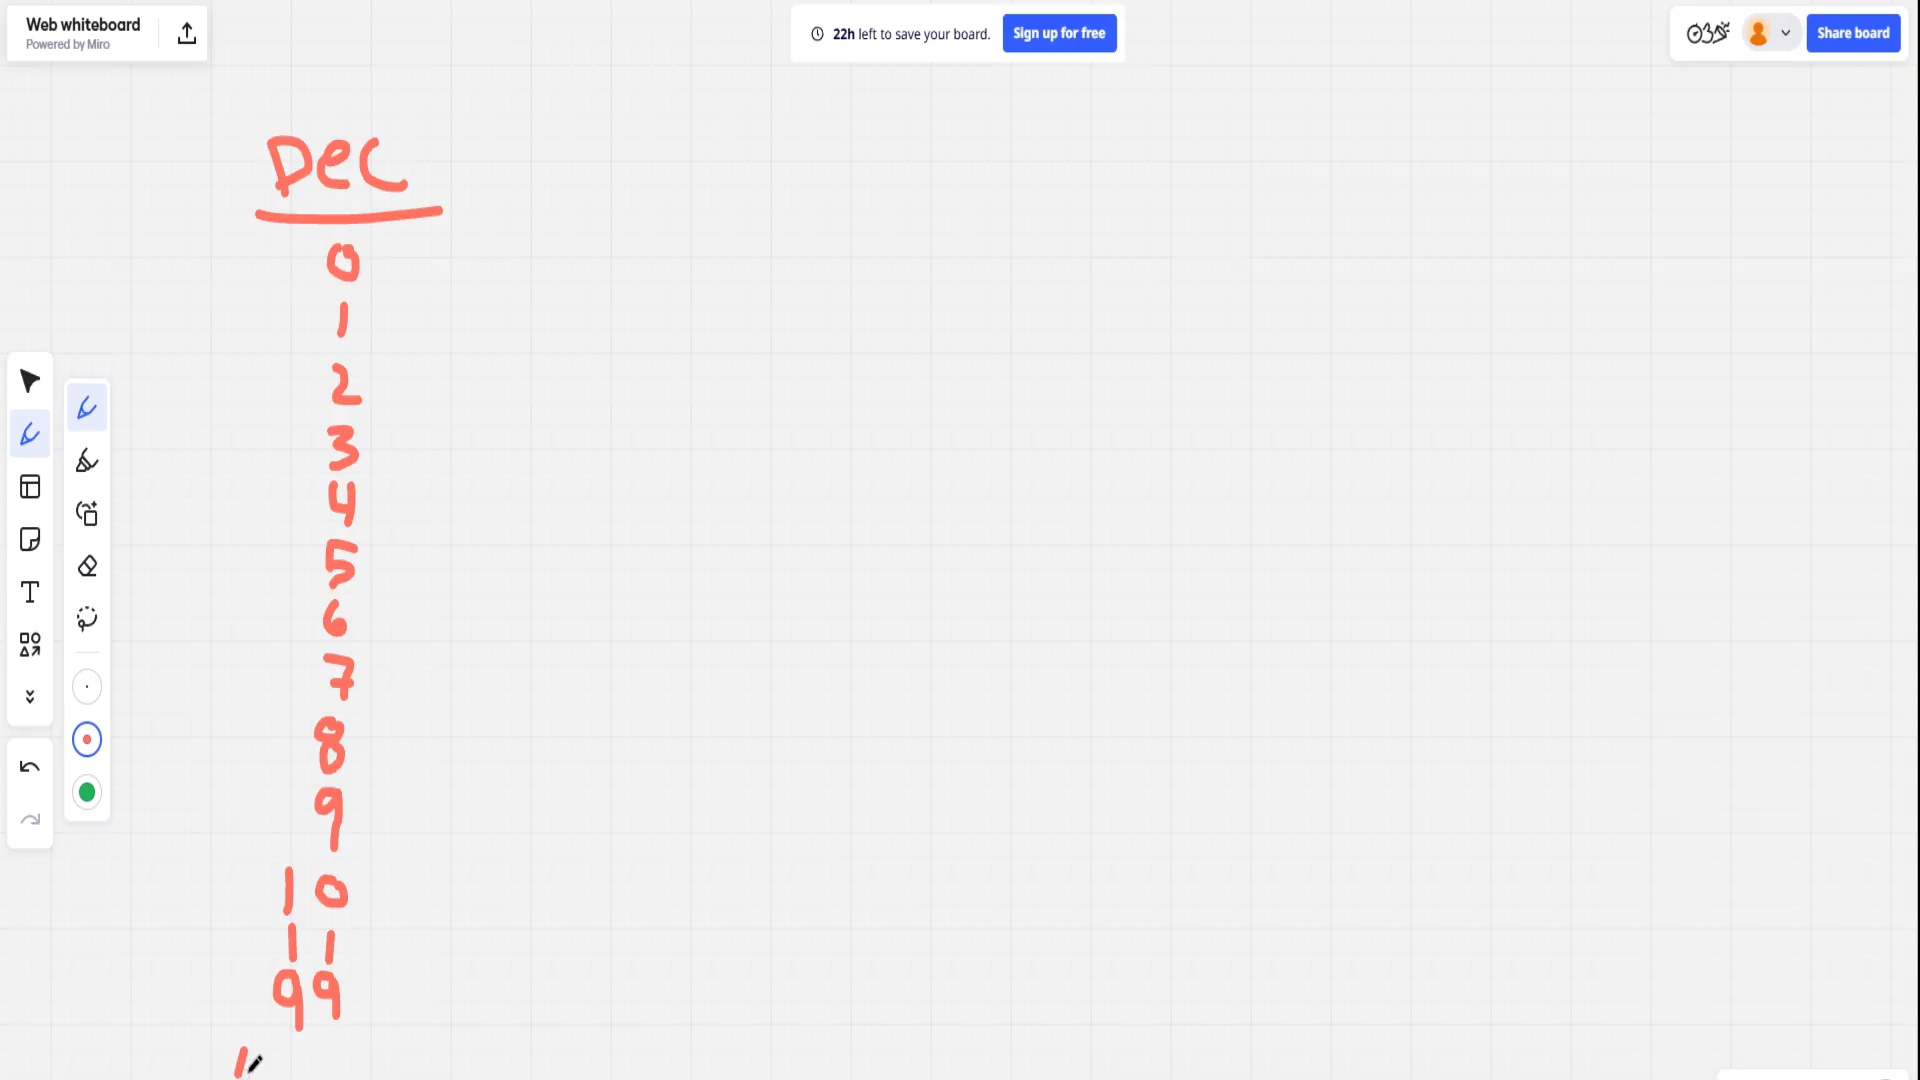 Web whiteboard
Powered by Miro
22h left to save your board.
Sign up for free
Share board
Dec
0
1
2
3
4
5
6
7
8
9
10
11
99
1